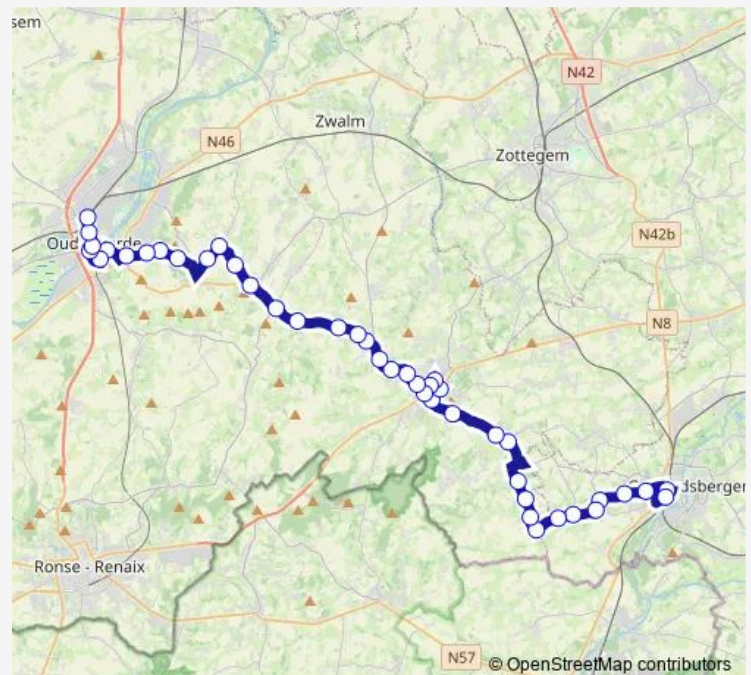 sem
N42
Zwalm
N46
Zottegem
N42b
N8
Ronse - Renaix
N57
© OpenStreetMap contributors